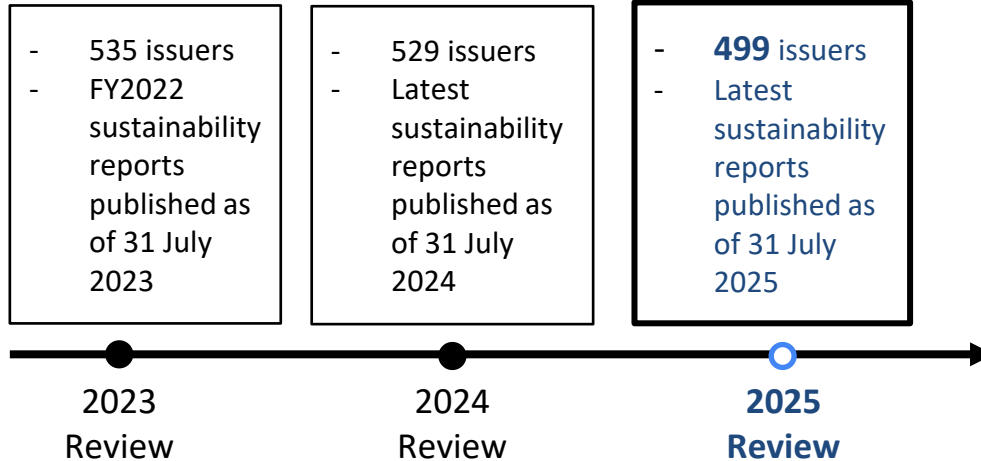 - 535 issuers
- FY2022
sustainability
reports
published as
of 31 July
2023
- 529 issuers
- Latest
sustainability
reports
published as
of 31 July
2024
- 499 issuers
- Latest
sustainability
reports
published as
of 31 July
2025
2023
Review
2024
Review
2025
Review